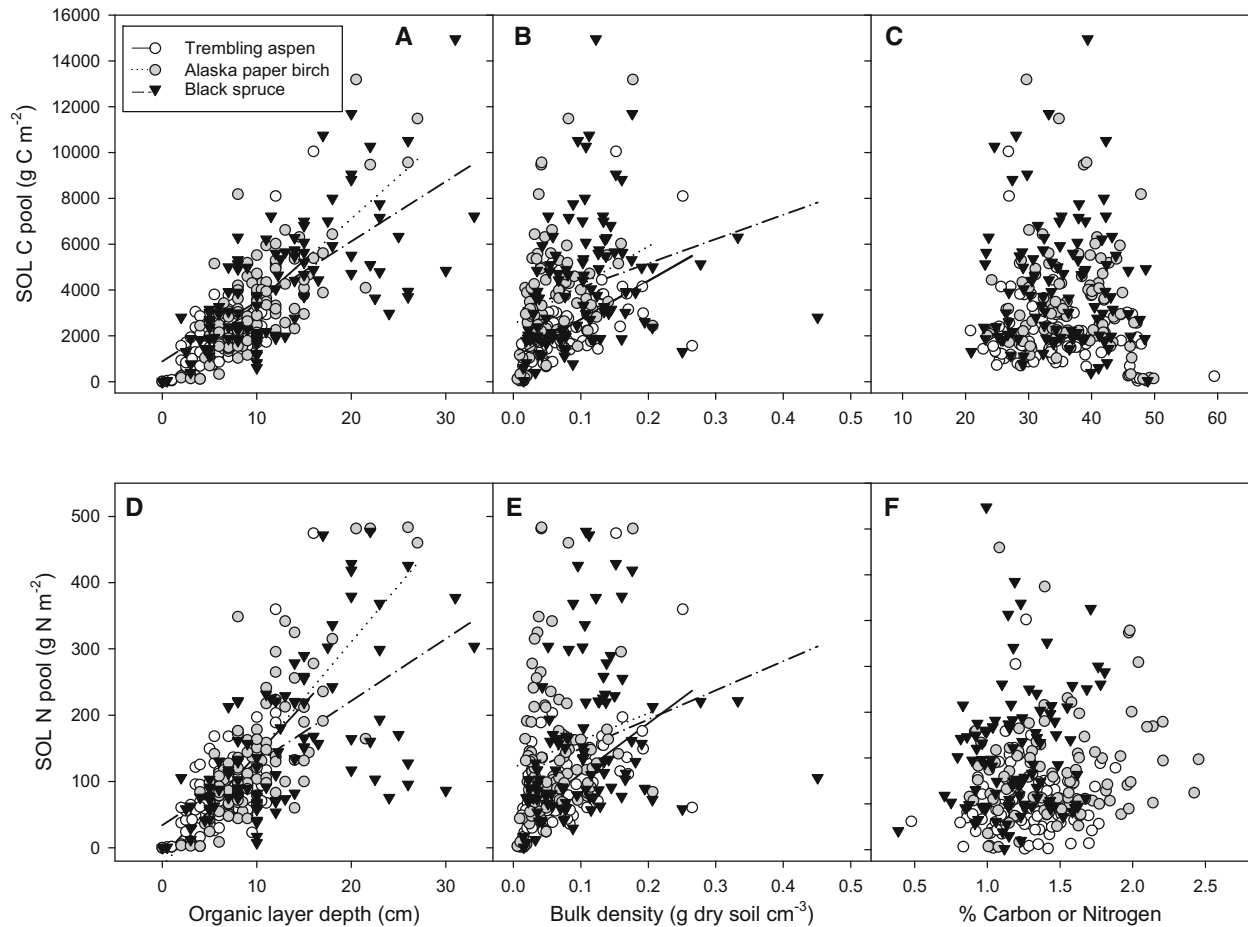 16000
14000
12000
10000
8000
6000
4000
2000
0
SOL C pool (g C m-2)
A
Trembling aspen
Alaska paper birch
Black spruce
B
C
0 10 20 30
0.0 0.1 0.2 0.3 0.4 0.5
10 20 30 40 50 60
500
400
300
200
100
0
SOL N pool (g N m-2)
D
E
F
0 10 20 30
0.0 0.1 0.2 0.3 0.4 0.5
0.5 1.0 1.5 2.0 2.5
Organic layer depth (cm)
Bulk density (g dry soil cm-3)
% Carbon or Nitrogen